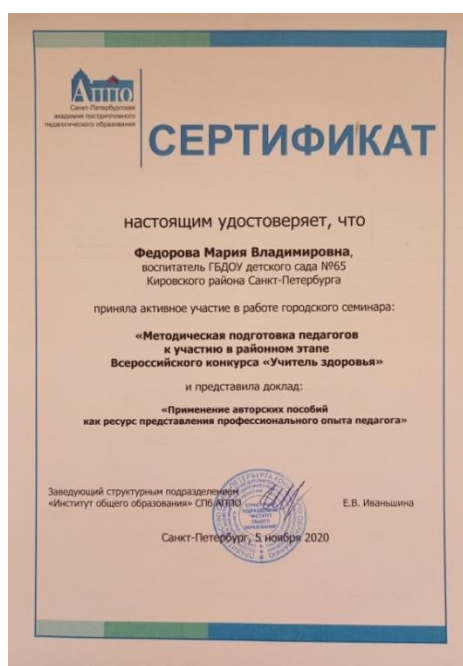 АППО
Санкт-Петербургская
академия постдипломного
педагогического образования
СЕРТИФИКАТ
настоящим удостоверяет, что
Федорова Мария Владимировна,
воспитатель ГБДОУ детского сада №65
Кировского района Санкт-Петербурга
приняла активное участие в работе городского семинара:
«Методическая подготовка педагогов
к участию в районном этапе
Всероссийского конкурса «Учитель здоровья»
и представила доклад:
«Применение авторских пособий
как ресурс представления профессионального опыта педагога»
Заведующий структурным подразделением
«Институт общего образования» СПб АППО
Е.В. Иваньшина
Санкт-Петербург, 5 ноября 2020